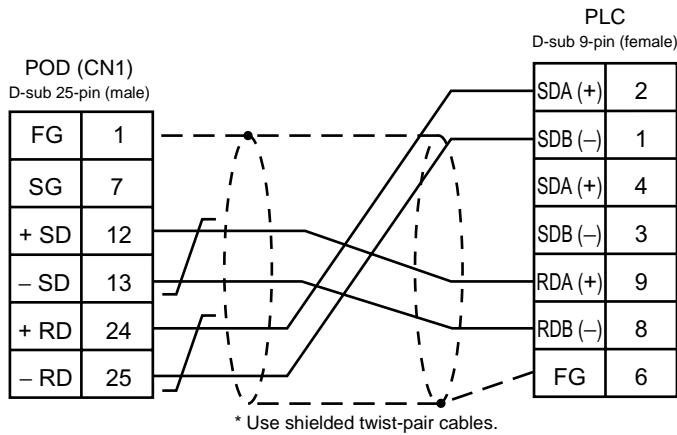 PLC
D-sub 9-pin (female)
POD (CN1)
D-sub 25-pin (male)
FG 1
SG 7
+ SD 12
– SD 13
+ RD 24
– RD 25
SDA (+) 2
SDB (–) 1
SDA (+) 4
SDB (–) 3
RDA (+) 9
RDB (–) 8
FG 6
* Use shielded twist-pair cables.